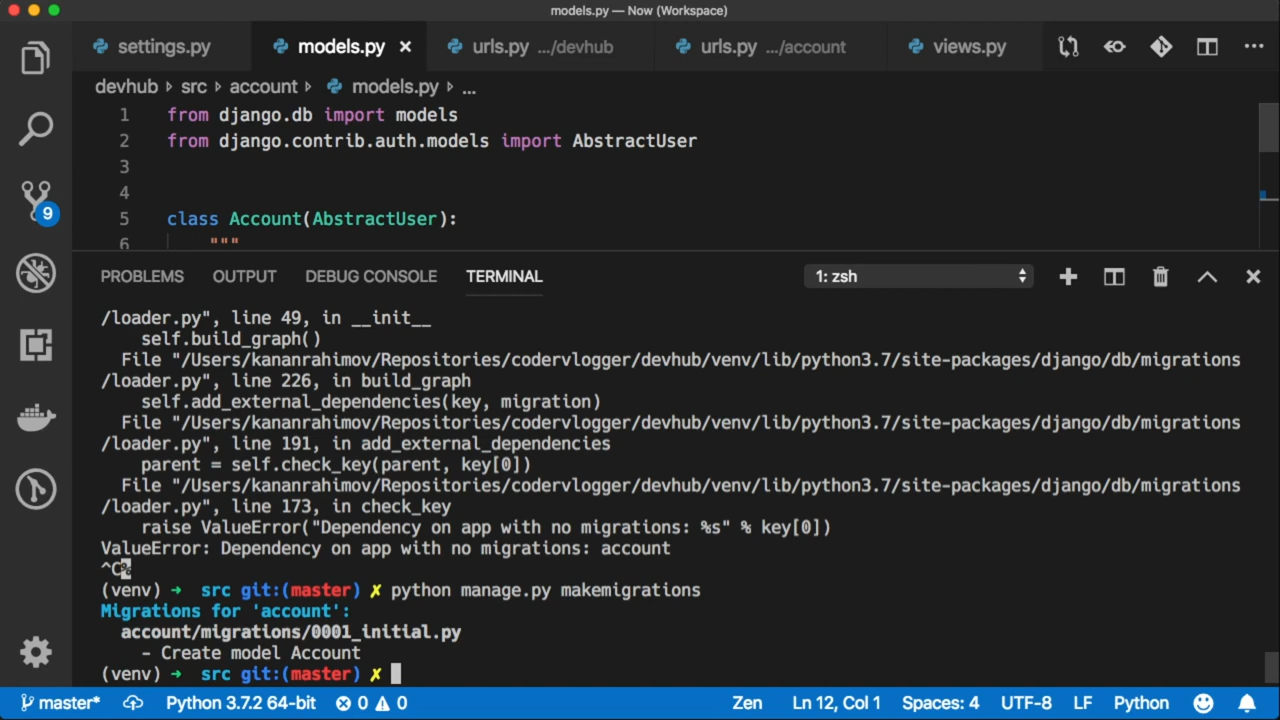 models.py — Now (Workspace)
settings.py models.py × urls.py .../devhub urls.py .../account views.py
devhub src account models.py ...
1 from django.db import models
2 from django.contrib.auth.models import AbstractUser
3
4
5 class Account(AbstractUser):
6 """
9
PROBLEMS OUTPUT DEBUG CONSOLE TERMINAL 1: zsh
/loader.py", line 49, in __init__
self.build_graph()
File "/Users/kananrahimov/Repositories/codervlogger/devhub/venv/lib/python3.7/site-packages/django/db/migrations
/loader.py", line 226, in build_graph
self.add_external_dependencies(key, migration)
File "/Users/kananrahimov/Repositories/codervlogger/devhub/venv/lib/python3.7/site-packages/django/db/migrations
/loader.py", line 191, in add_external_dependencies
parent = self.check_key(parent, key[0])
File "/Users/kananrahimov/Repositories/codervlogger/devhub/venv/lib/python3.7/site-packages/django/db/migrations
/loader.py", line 173, in check_key
raise ValueError("Dependency on app with no migrations: %s" % key[0])
ValueError: Dependency on app with no migrations: account
^C%
(venv) ➜ src git:(master) ✗ python manage.py makemigrations
Migrations for 'account':
account/migrations/0001_initial.py
- Create model Account
(venv) ➜ src git:(master) ✗
master* Python 3.7.2 64-bit 0 0 Zen Ln 12, Col 1 Spaces: 4 UTF-8 LF Python